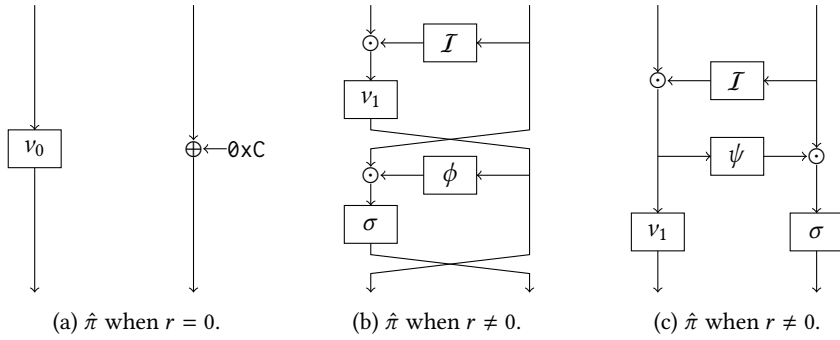 ν₀
0xC
ℐ
ν₁
ϕ
σ
ℐ
ψ
ν₁
σ
(a) π̂ when r = 0.
(b) π̂ when r ≠ 0.
(c) π̂ when r ≠ 0.